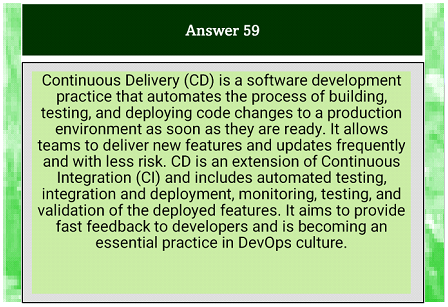 Answer 59
Continuous Delivery (CD) is a software development
practice that automates the process of building,
testing, and deploying code changes to a production
environment as soon as they are ready. It allows
teams to deliver new features and updates frequently
and with less risk. CD is an extension of Continuous
Integration (CI) and includes automated testing,
integration and deployment, monitoring, testing, and
validation of the deployed features. It aims to provide
fast feedback to developers and is becoming an
essential practice in DevOps culture.